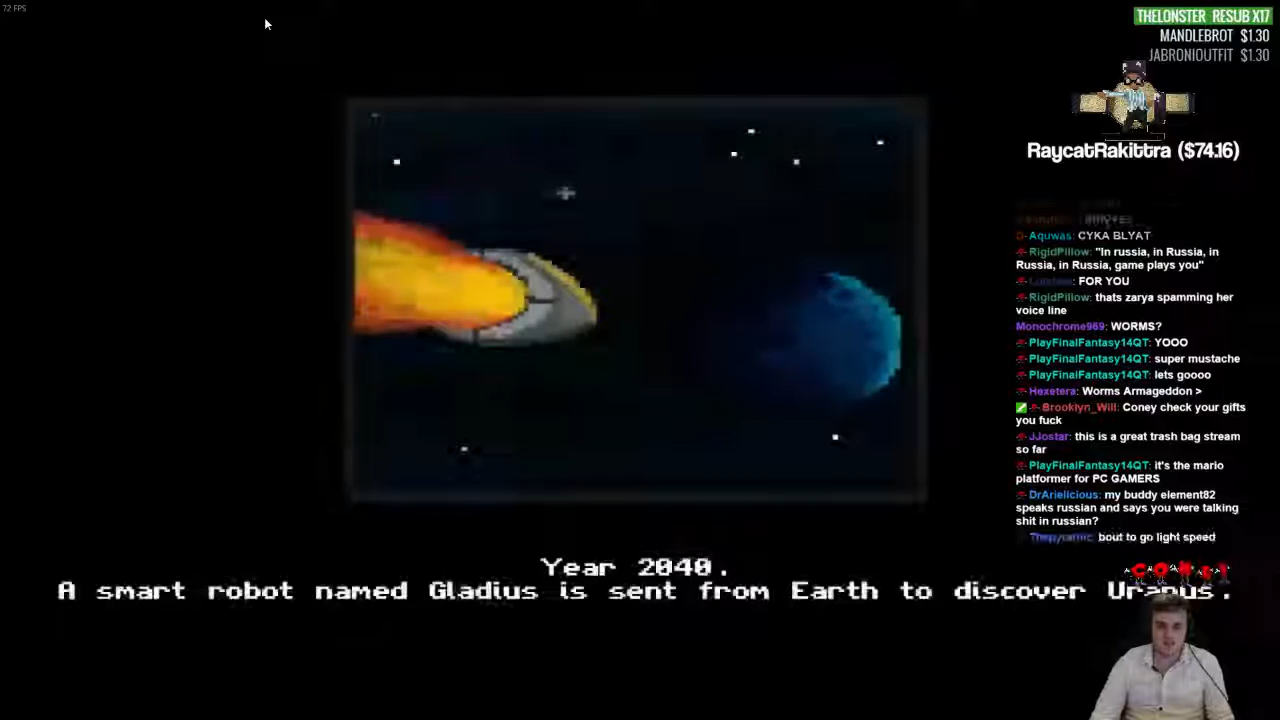 72 FPS
THELONSTER RESUB X17
MANDLEBROT $1.30
JABRONIOUTFIT $1.30
RaycatRakittra ($74.16)
Aquwas: CYKA BLYAT
RigidPillow: "In russia, in Russia, in
Russia, in Russia, game plays you"
FOR YOU
RigidPillow: thats zarya spamming her
voice line
Monochrome969: WORMS?
PlayFinalFantasy14QT: YOOO
PlayFinalFantasy14QT: super mustache
PlayFinalFantasy14QT: lets goooo
Hexetera: Worms Armageddon >
Brooklyn_Will: Coney check your gifts
you fuck
JJostar: this is a great trash bag stream
so far
PlayFinalFantasy14QT: it's the mario
platformer for PC GAMERS
DrArielicious: my buddy element82
speaks russian and says you were talking
shit in russian?
bout to go light speed
CONEY
Year 2040.
A smart robot named Gladius is sent from Earth to discover Uranus.